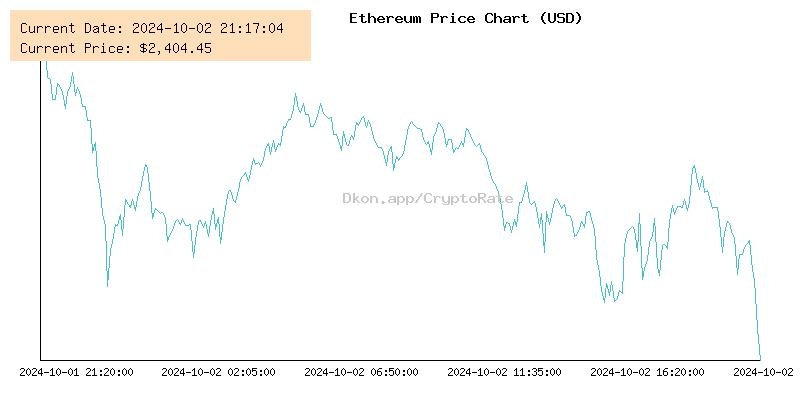 Ethereum Price Chart (USD)
Current Date: 2024-10-02 21:17:04
Current Price: $2,404.45
Dkon.app/CryptoRate
2024-10-01 21:20:00 2024-10-02 02:05:00 2024-10-02 06:50:00 2024-10-02 11:35:00 2024-10-02 16:20:00 2024-10-02